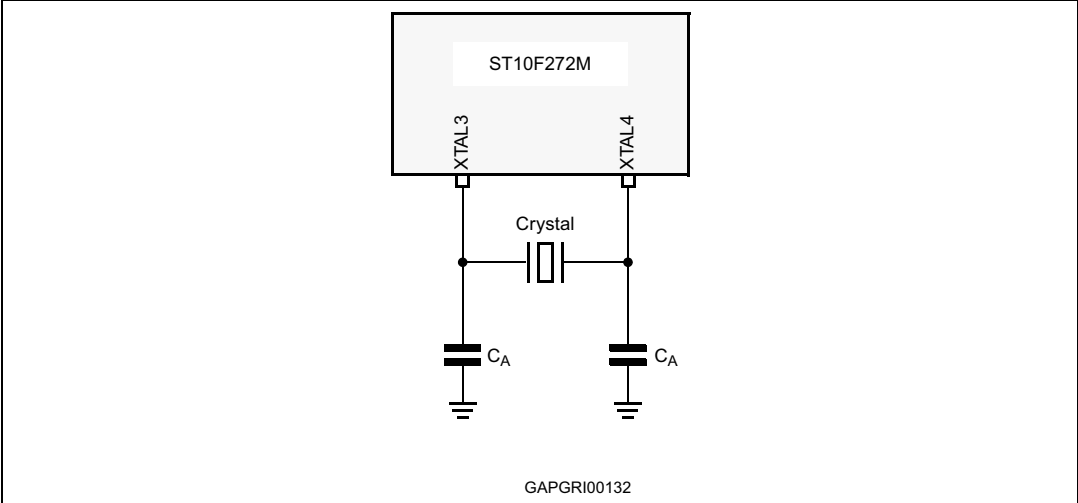 ST10F272M
XTAL3
XTAL4
Crystal
CA
CA
GAPGRI00132